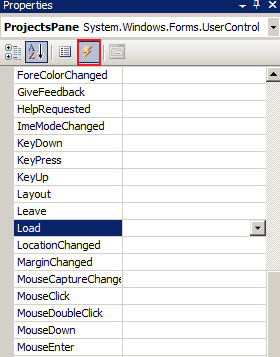 Properties
ProjectsPane System.Windows.Forms.UserControl
A
Z
ForeColorChanged
GiveFeedback
HelpRequested
ImeModeChanged
KeyDown
KeyPress
KeyUp
Layout
Leave
Load
LocationChanged
MarginChanged
MouseCaptureChange
MouseClick
MouseDoubleClick
MouseDown
MouseEnter